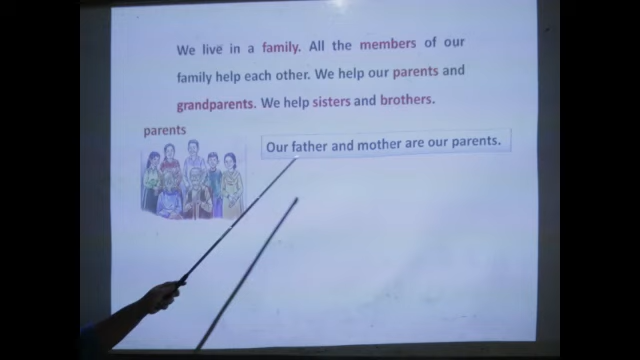 We live in a family. All the members of our
family help each other. We help our parents and
grandparents. We help sisters and brothers.
parents
Our father and mother are our parents.